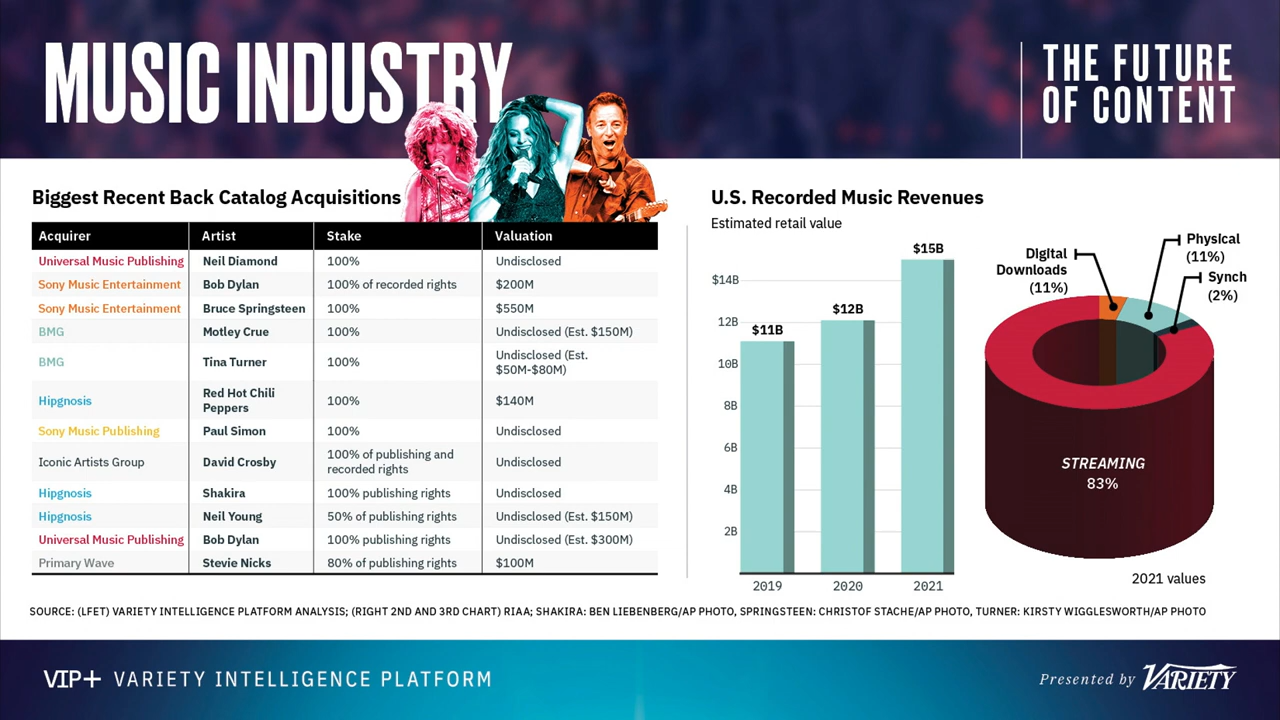 MUSIC INDUSTRY
THE FUTURE
OF CONTENT
Biggest Recent Back Catalog Acquisitions
Acquirer Artist Stake Valuation
Universal Music Publishing Neil Diamond 100% Undisclosed
Sony Music Entertainment Bob Dylan 100% of recorded rights $200M
Sony Music Entertainment Bruce Springsteen 100% $550M
BMG Motley Crue 100% Undisclosed (Est. $150M)
BMG Tina Turner 100% Undisclosed (Est.
$50M-$80M)
Hipgnosis Red Hot Chili
Peppers 100% $140M
Sony Music Publishing Paul Simon 100% Undisclosed
Iconic Artists Group David Crosby 100% of publishing and
recorded rights Undisclosed
Hipgnosis Shakira 100% publishing rights Undisclosed
Hipgnosis Neil Young 50% of publishing rights Undisclosed (Est. $150M)
Universal Music Publishing Bob Dylan 100% publishing rights Undisclosed (Est. $300M)
Primary Wave Stevie Nicks 80% of publishing rights $100M
U.S. Recorded Music Revenues
Estimated retail value
$15B
$14B
12B
$12B
$11B
10B
8B
6B
4B
2B
2019 2020 2021
Digital
Downloads
(11%)
Physical
(11%)
Synch
(2%)
STREAMING
83%
2021 values
SOURCE: (LFET) VARIETY INTELLIGENCE PLATFORM ANALYSIS; (RIGHT 2ND AND 3RD CHART) RIAA; SHAKIRA: BEN LIEBENBERG/AP PHOTO, SPRINGSTEEN: CHRISTOF STACHE/AP PHOTO, TURNER: KIRSTY WIGGLESWORTH/AP PHOTO
VIP+ VARIETY INTELLIGENCE PLATFORM
Presented by VARIETY